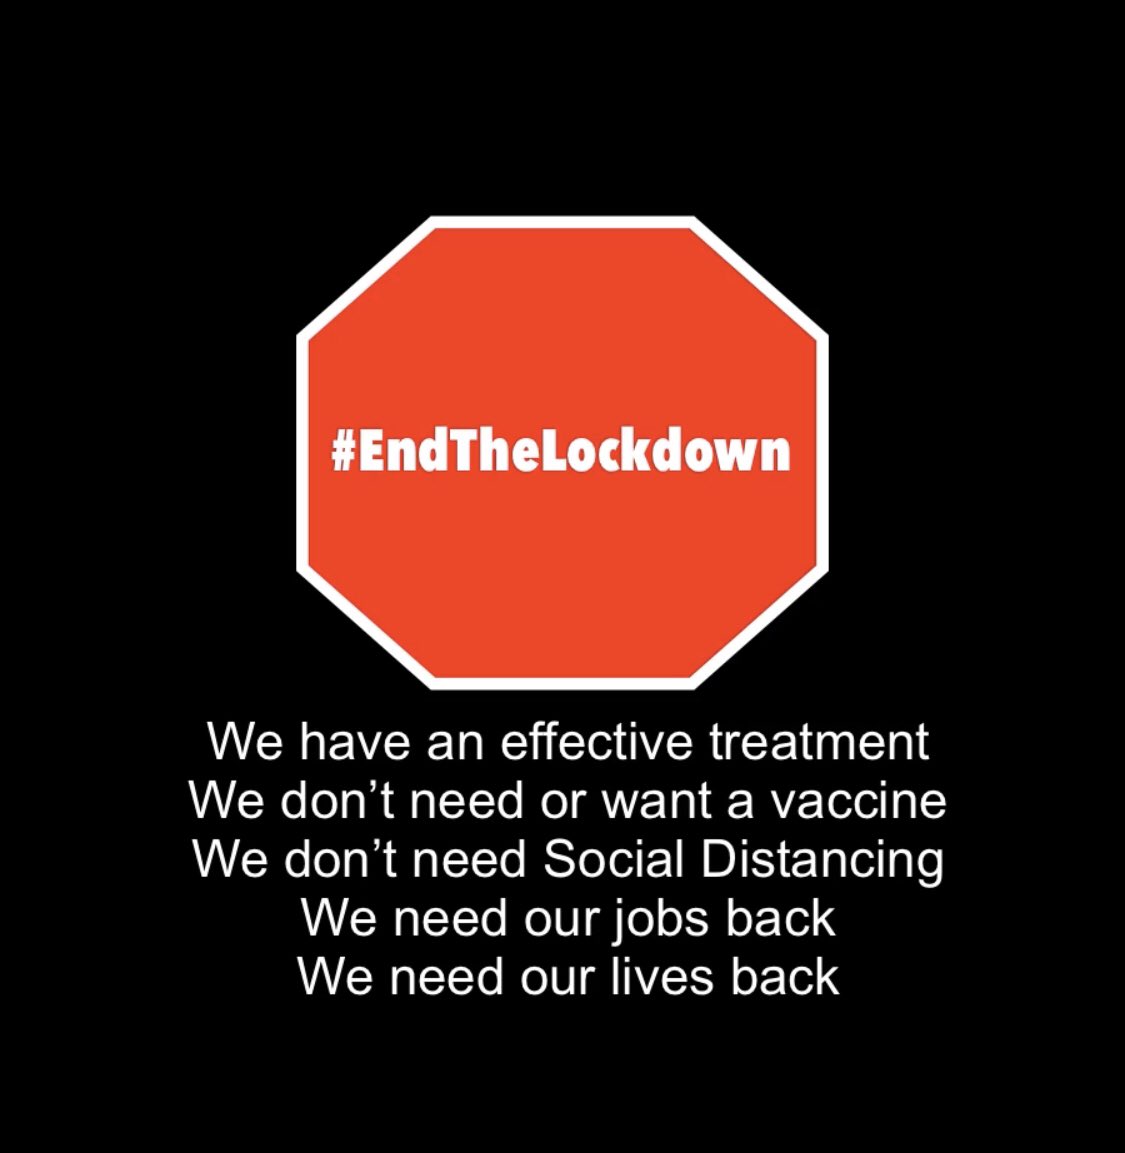 #EndTheLockdown
We have an effective treatment
We don’t need or want a vaccine
We don’t need Social Distancing
We need our jobs back
We need our lives back